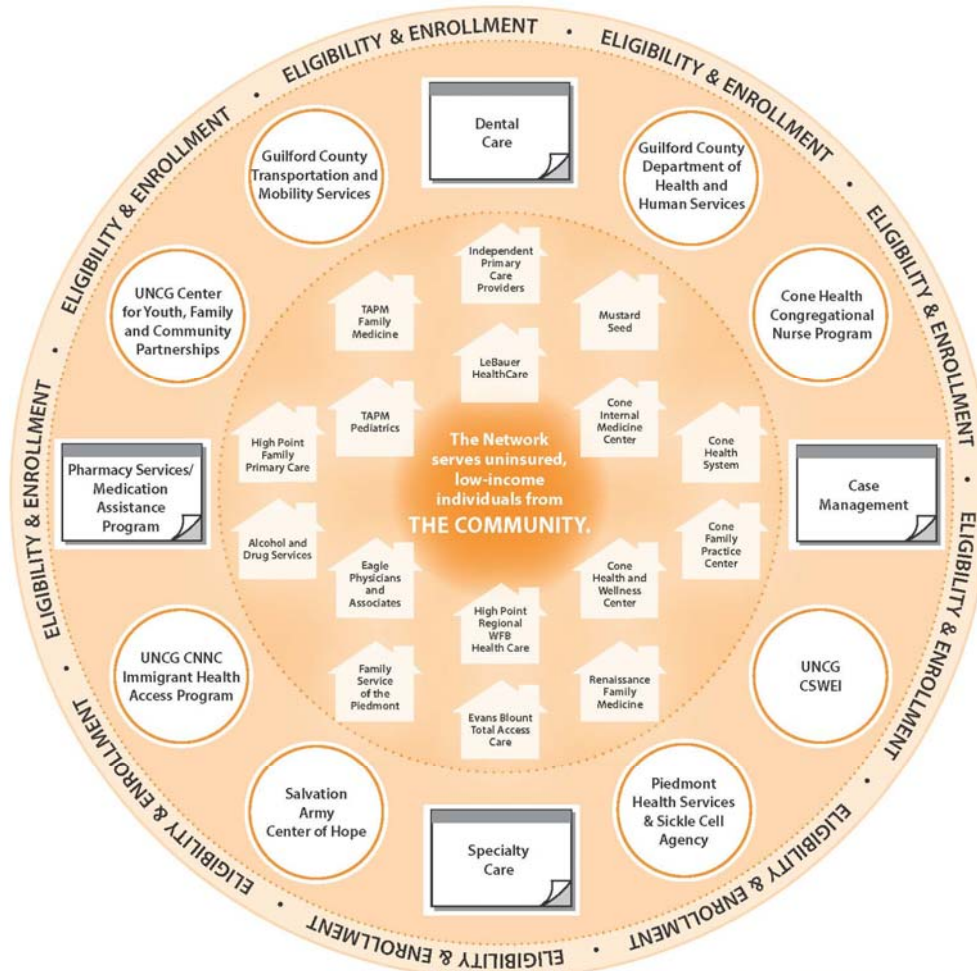 ELIGIBILITY & ENROLLMENT • ELIGIBILITY & ENROLLMENT • ELIGIBILITY & ENROLLMENT • ELIGIBILITY & ENROLLMENT • ELIGIBILITY & ENROLLMENT • ELIGIBILITY & ENROLLMENT • ELIGIBILITY & ENROLLMENT • ELIGIBILITY & ENROLLMENT • ELIGIBILITY & ENROLLMENT • ELIGIBILITY & ENROLLMENT •
Dental
Care
Guilford County
Department of
Health and
Human Services
Cone Health
Congregational
Nurse Program
Case
Management
UNCG
CSWEI
Piedmont
Health Services
& Sickle Cell
Agency
Specialty
Care
Salvation
Army
Center of Hope
UNCG CNNC
Immigrant Health
Access Program
Pharmacy Services/
Medication
Assistance
Program
UNCG Center
for Youth, Family
and Community
Partnerships
Guilford County
Transportation and
Mobility Services
Independent
Primary
Care
Providers
TAPM
Family
Medicine
Mustard
Seed
LeBauer
HealthCare
TAPM
Pediatrics
Cone
Internal
Medicine
Center
High Point
Family
Primary Care
Cone
Health
System
The Network
serves uninsured,
low-income
individuals from
THE COMMUNITY.
Alcohol and
Drug Services
Cone
Family
Practice
Center
Eagle
Physicians
and
Associates
Cone
Health and
Wellness
Center
High Point
Regional
WFB
Health Care
Family
Service
of the
Piedmont
Renaissance
Family
Medicine
Evans Blount
Total Access
Care